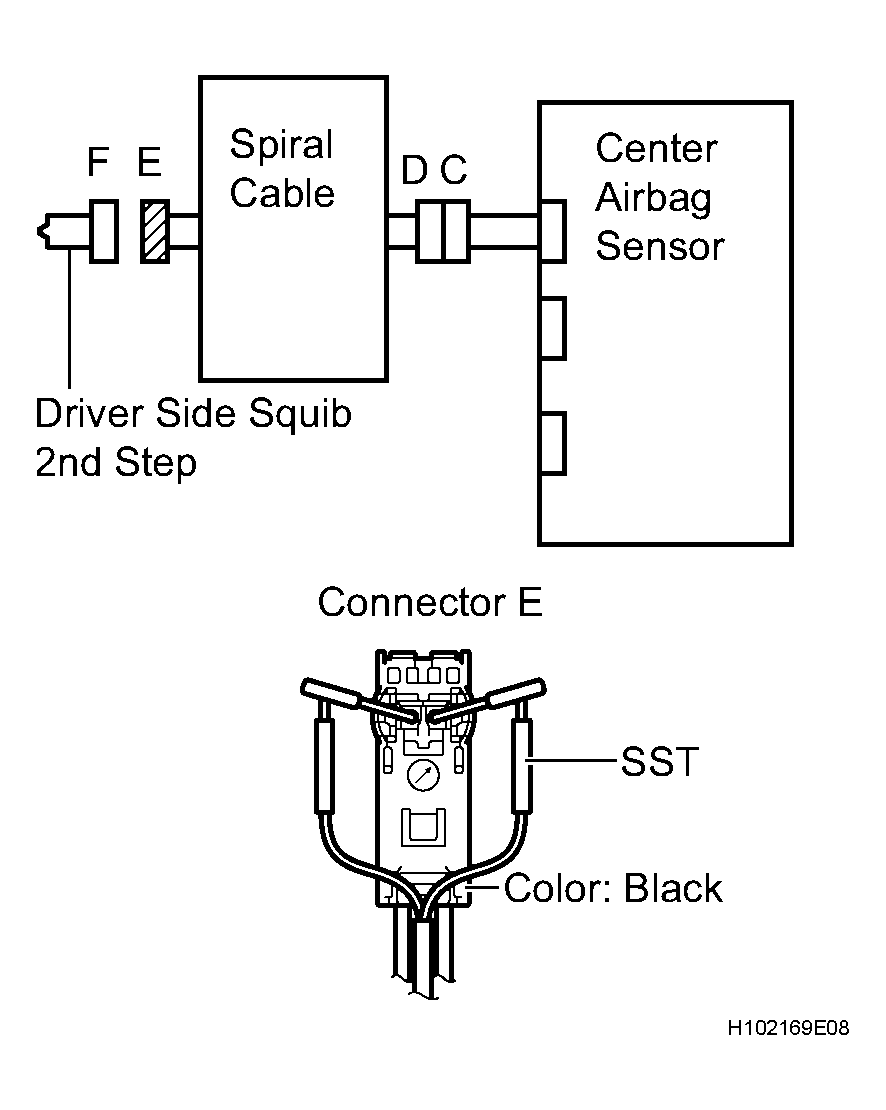 F E
Spiral
Cable
D C
Center
Airbag
Sensor
Driver Side Squib
2nd Step
Connector E
SST
Color: Black
H102169E08